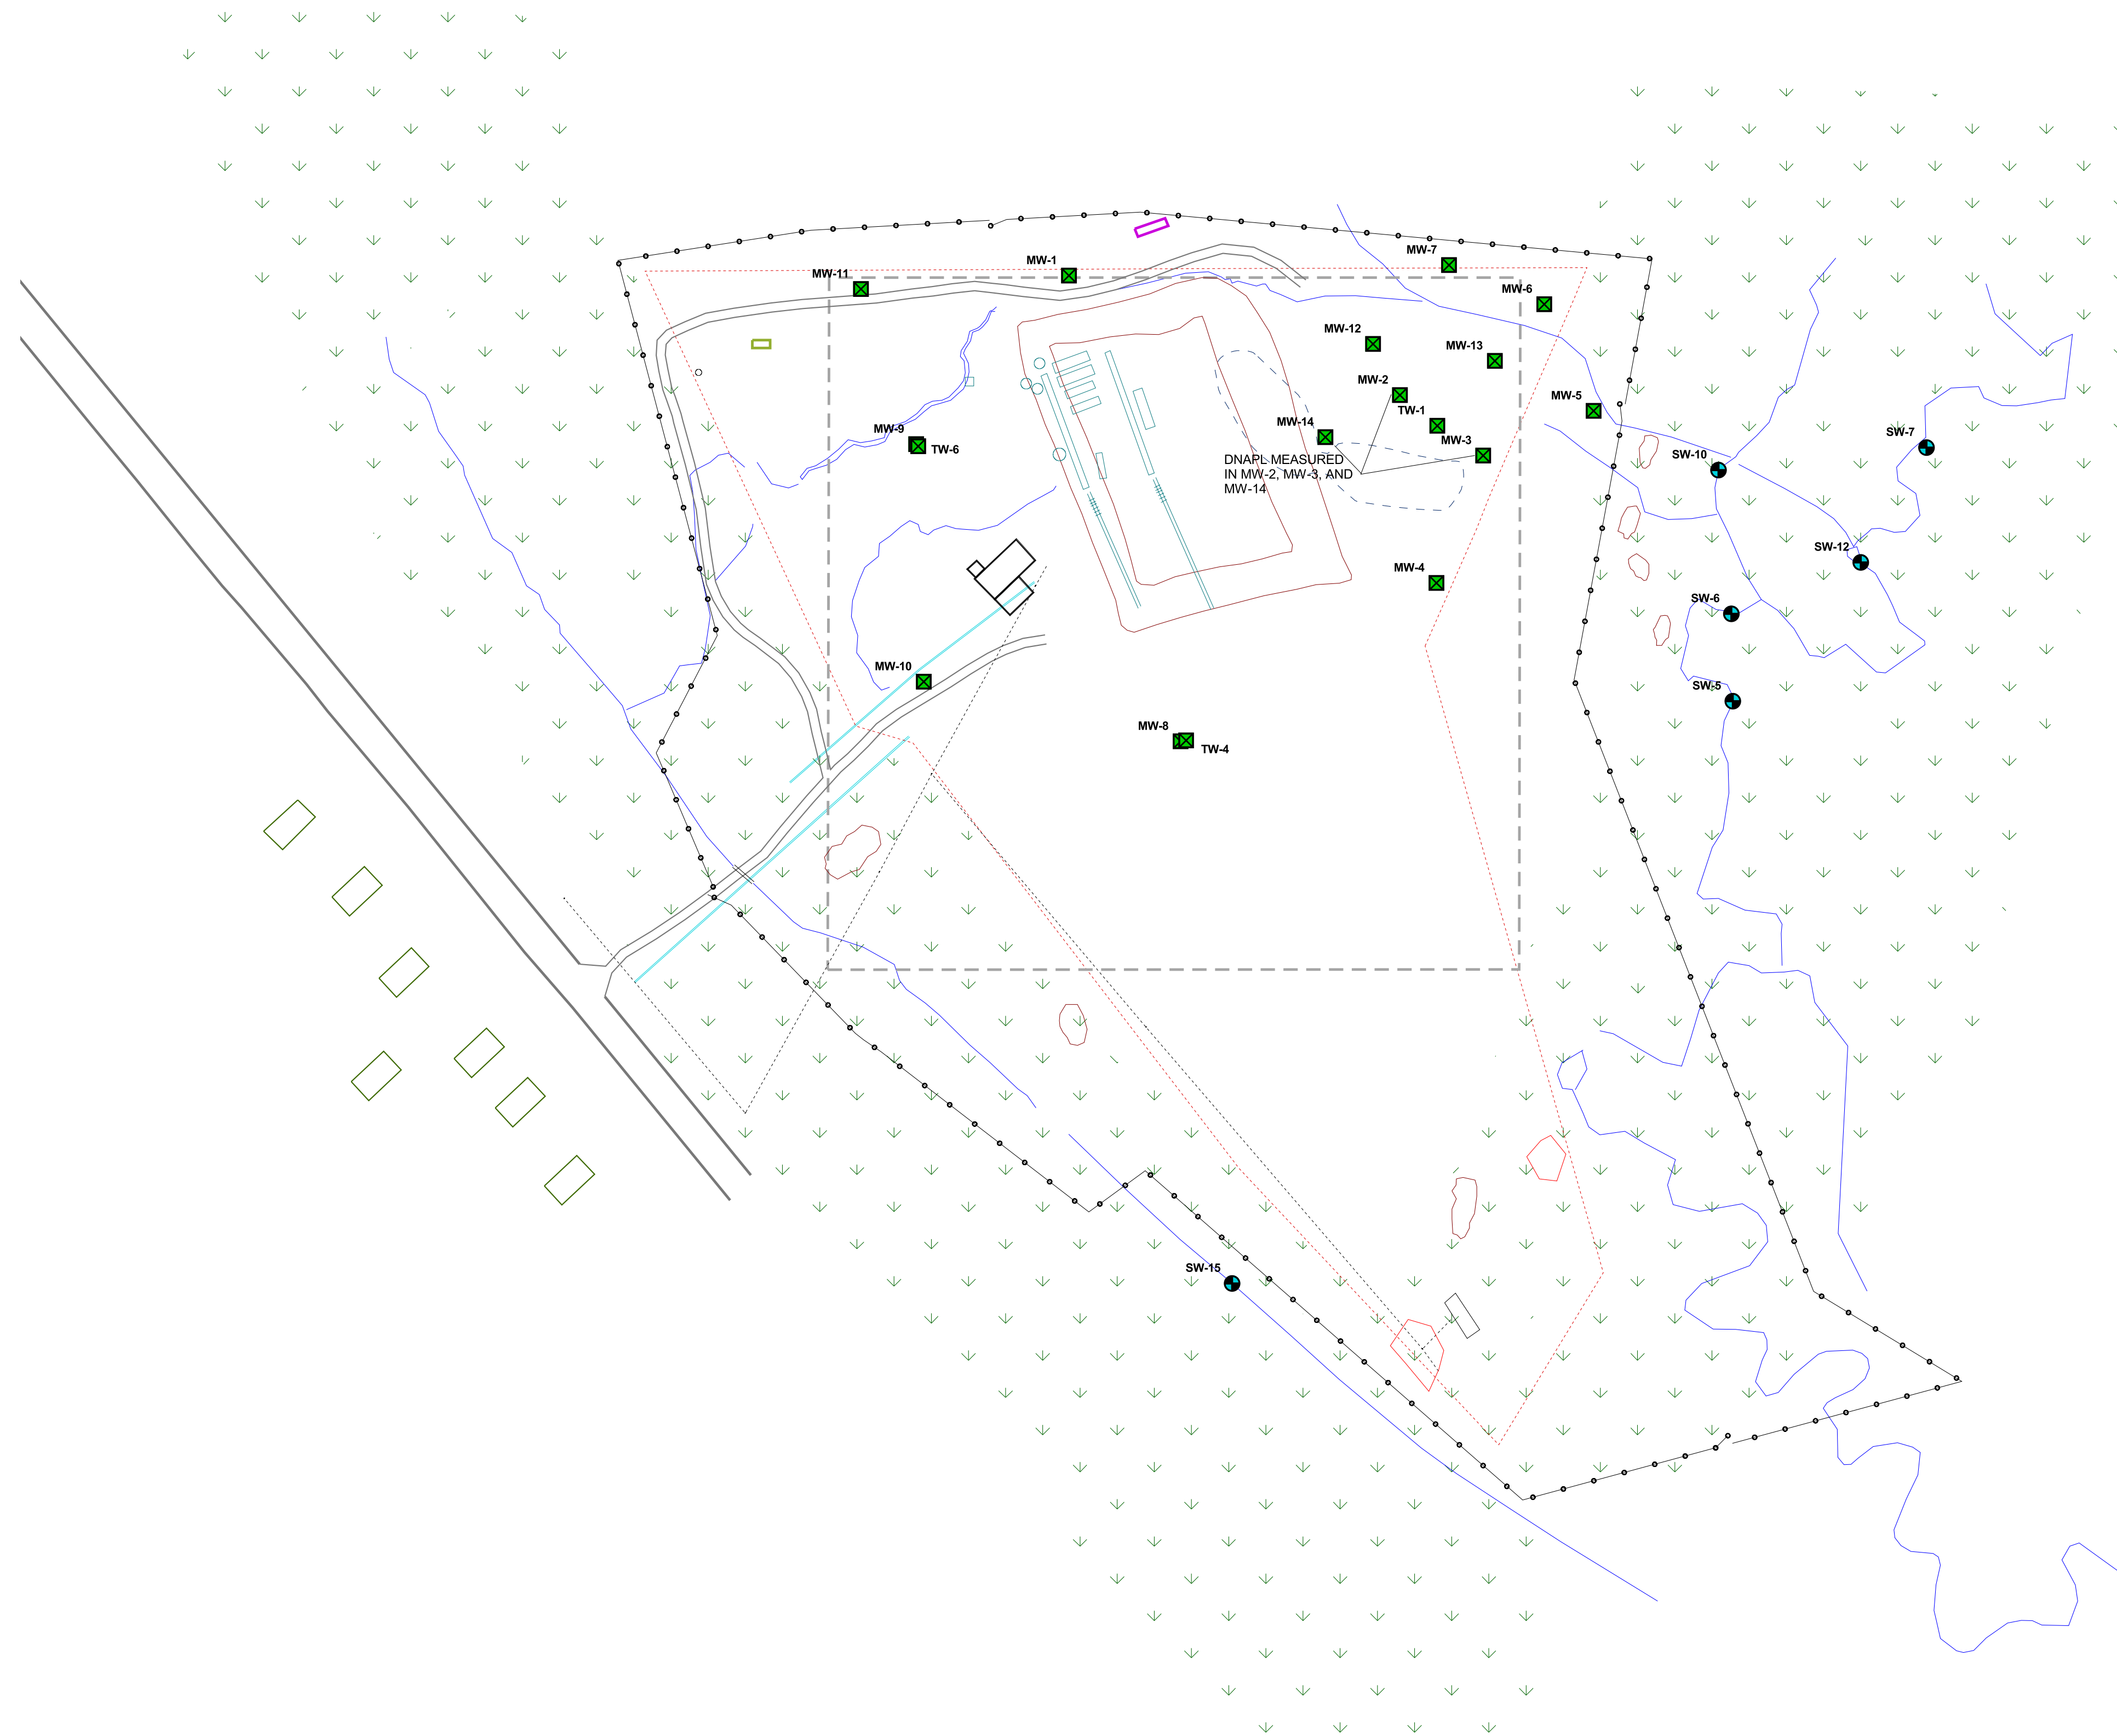 MW-7
MW-1
MW-11
MW-6
MW-12
MW-13
MW-2
MW-5
TW-1
MW-14
MW-9
SW-7
MW-3
TW-6
SW-10
DNAPL MEASURED
IN MW-2, MW-3, AND
MW-14
SW-12
MW-4
SW-6
MW-10
SW-5
MW-8
TW-4
SW-15